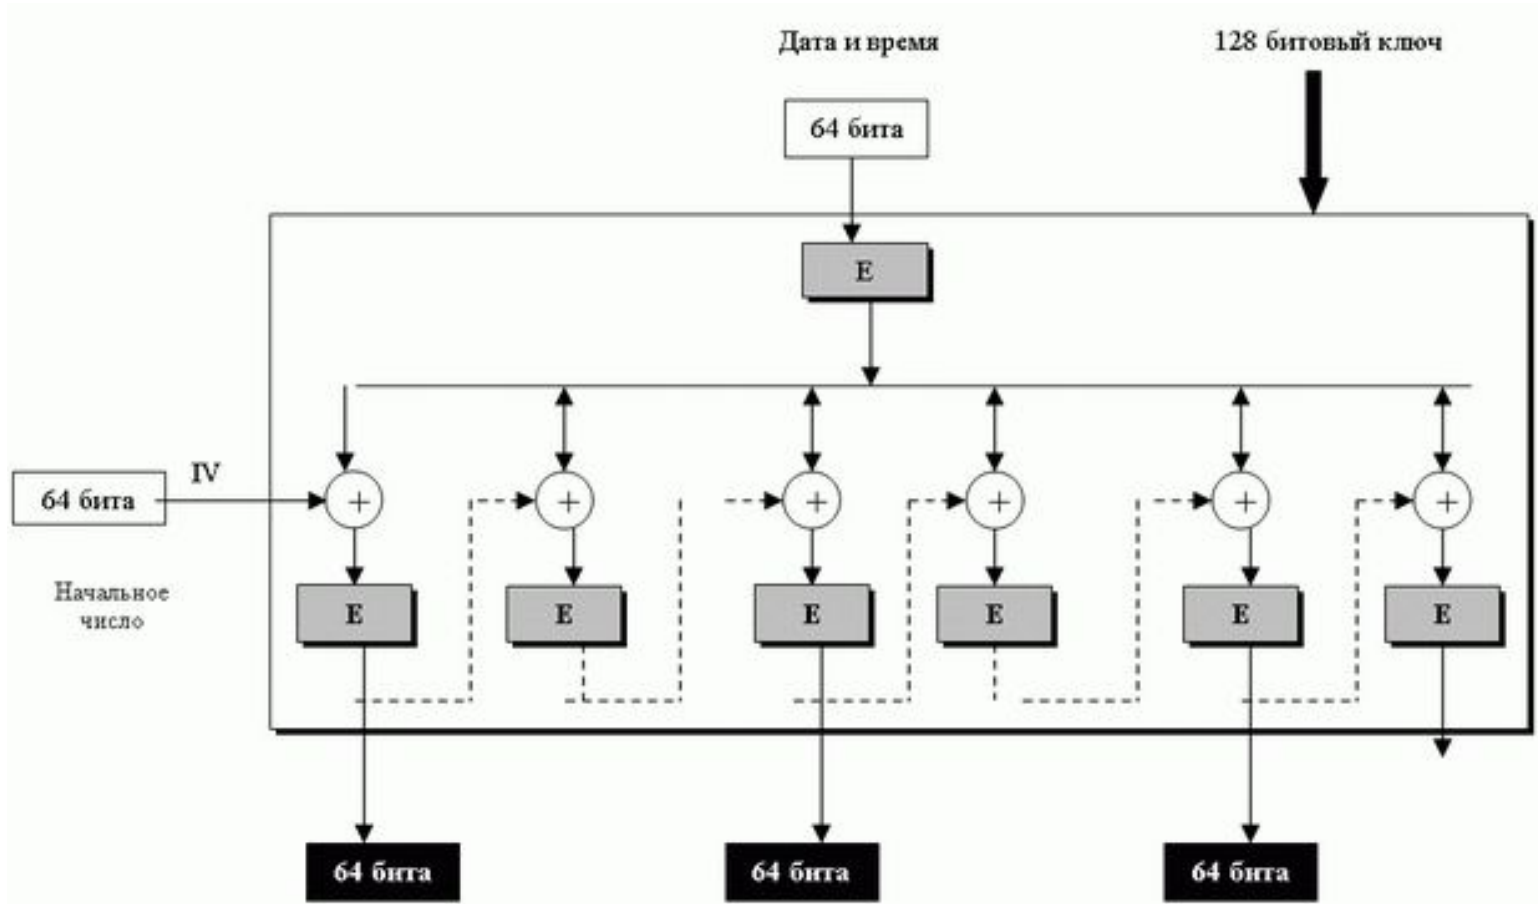 Дата и время
128 битовый ключ
64 бита
E
IV
64 бита
+
+
+
+
+
+
Начальное
число
E
E
E
E
E
E
64 бита
64 бита
64 бита